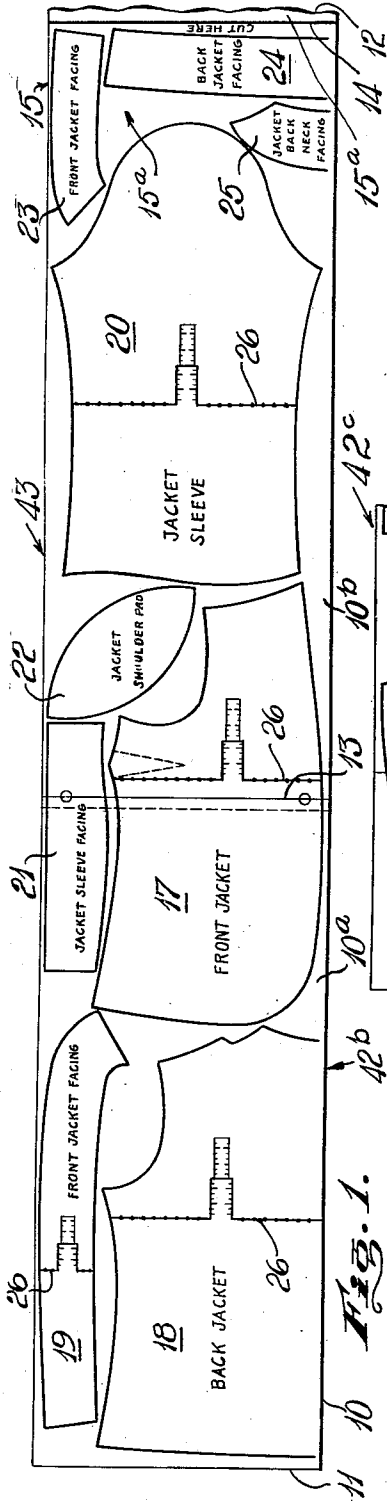 43
15
FRONT JACKET FACING
23
CUT HERE
BACK
JACKET
FACING
24
12
14
15a
15a
25
JACKET
BACK
NECK
FACING
20
26
JACKET
SLEEVE
22
JACKET
SHOULDER PAD
21
JACKET SLEEVE FACING
26
13
17
FRONT JACKET
10b
42c
10a
42b
FRONT JACKET FACING
26
19
18
BACK JACKET
26
10
11
Fig. 1.